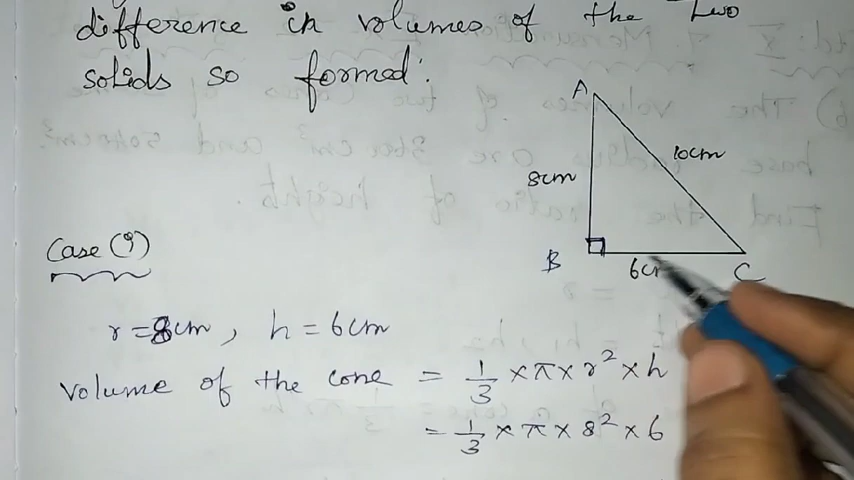 difference in volumes of the two
solids so formed.
A
8cm
10cm
B
6cm
C
Case (i)
r = 8cm, h = 6cm
Volume of the cone = 1/3 × π × r² × h
= 1/3 × π × 8² × 6